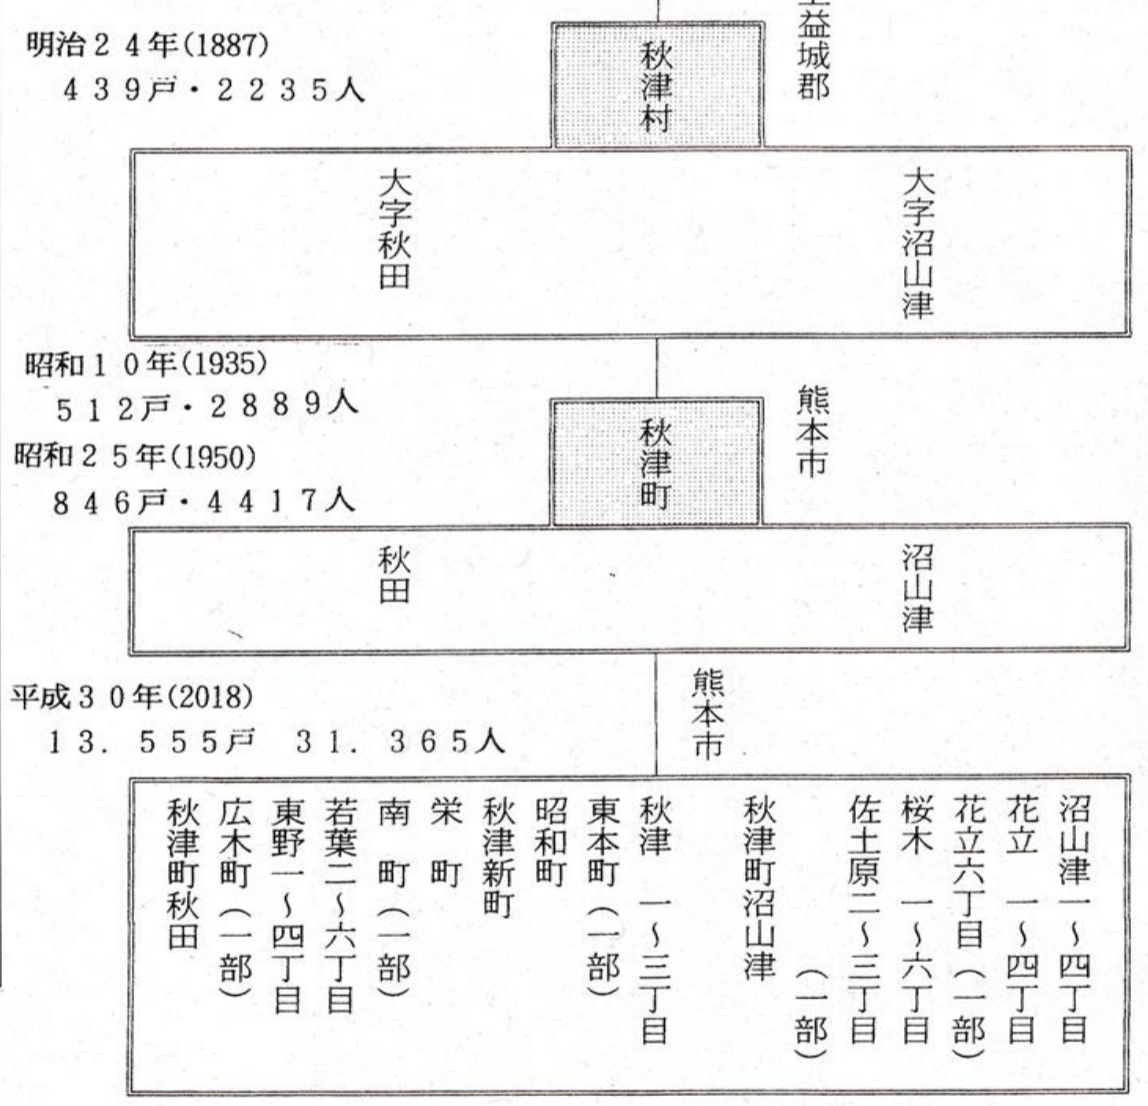 益城郡
明治24年(1887)
439戸・2235人
秋津村
大字沼山津
大字秋田
昭和10年(1935)
512戸・2889人
昭和25年(1950)
846戸・4417人
熊本市
秋津町
沼山津
秋田
平成30年(2018)
13.555戸 31.365人
熊本市
沼山津一~四丁目
花立 一~四丁目
花立六丁目(一部)
桜木 一~六丁目
佐土原二~三丁目
(一部)
秋津町沼山津
秋津 一~三丁目
東本町(一部)
昭和町
秋津新町
栄 町
南 町(一部)
若葉二~六丁目
東野一~四丁目
広木町(一部)
秋津町秋田